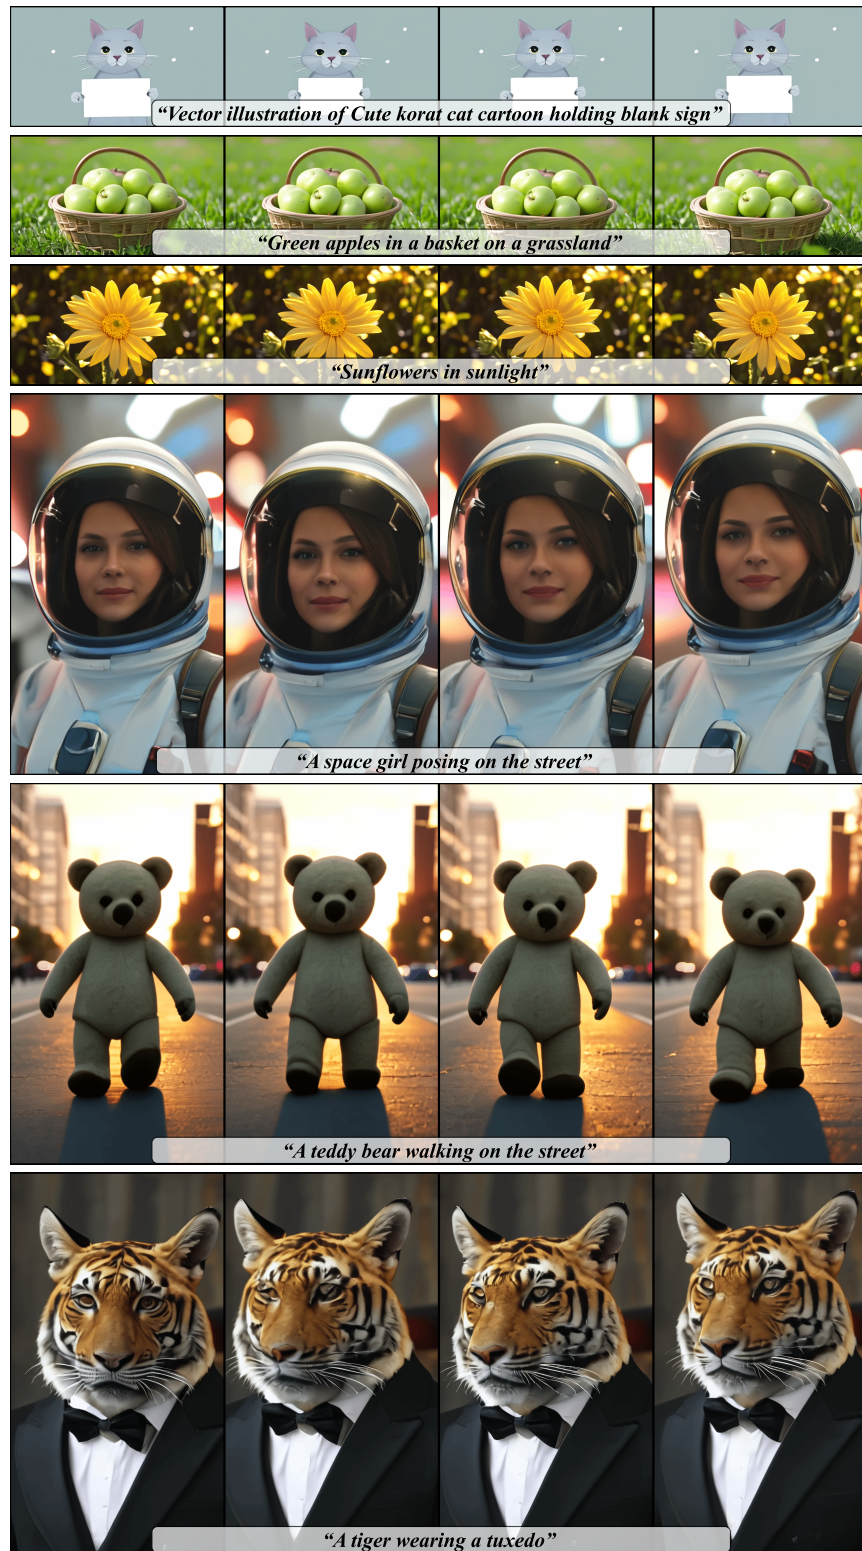 “Vector illustration of Cute korat cat cartoon holding blank sign”
“Green apples in a basket on a grassland”
“Sunflowers in sunlight”
“A space girl posing on the street”
“A teddy bear walking on the street”
“A tiger wearing a tuxedo”